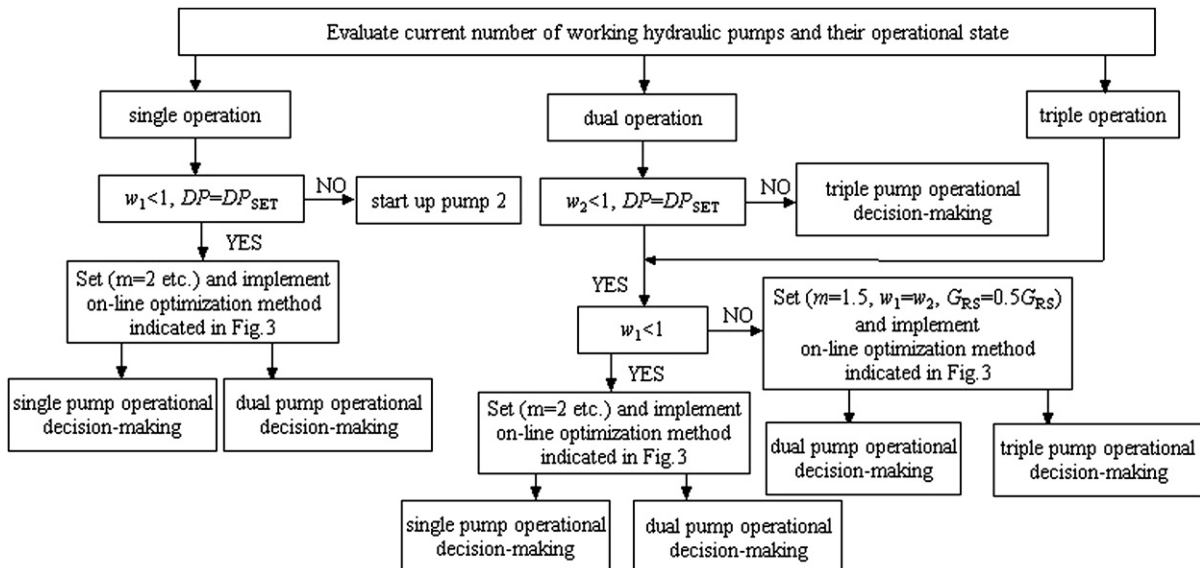 Evaluate current number of working hydraulic pumps and their operational state
single operation
dual operation
triple operation
w₁<1, DP=DP_SET
NO
start up pump 2
w₂<1, DP=DP_SET
NO
triple pump operational
decision-making
YES
Set (m=2 etc.) and implement
on-line optimization method
indicated in Fig.3
single pump operational
decision-making
dual pump operational
decision-making
YES
w₁<1
NO
Set (m=1.5, w₁=w₂, G_RS=0.5G_RS)
and implement
on-line optimization method
indicated in Fig.3
YES
Set (m=2 etc.) and implement
on-line optimization method
indicated in Fig.3
dual pump operational
decision-making
triple pump operational
decision-making
single pump operational
decision-making
dual pump operational
decision-making